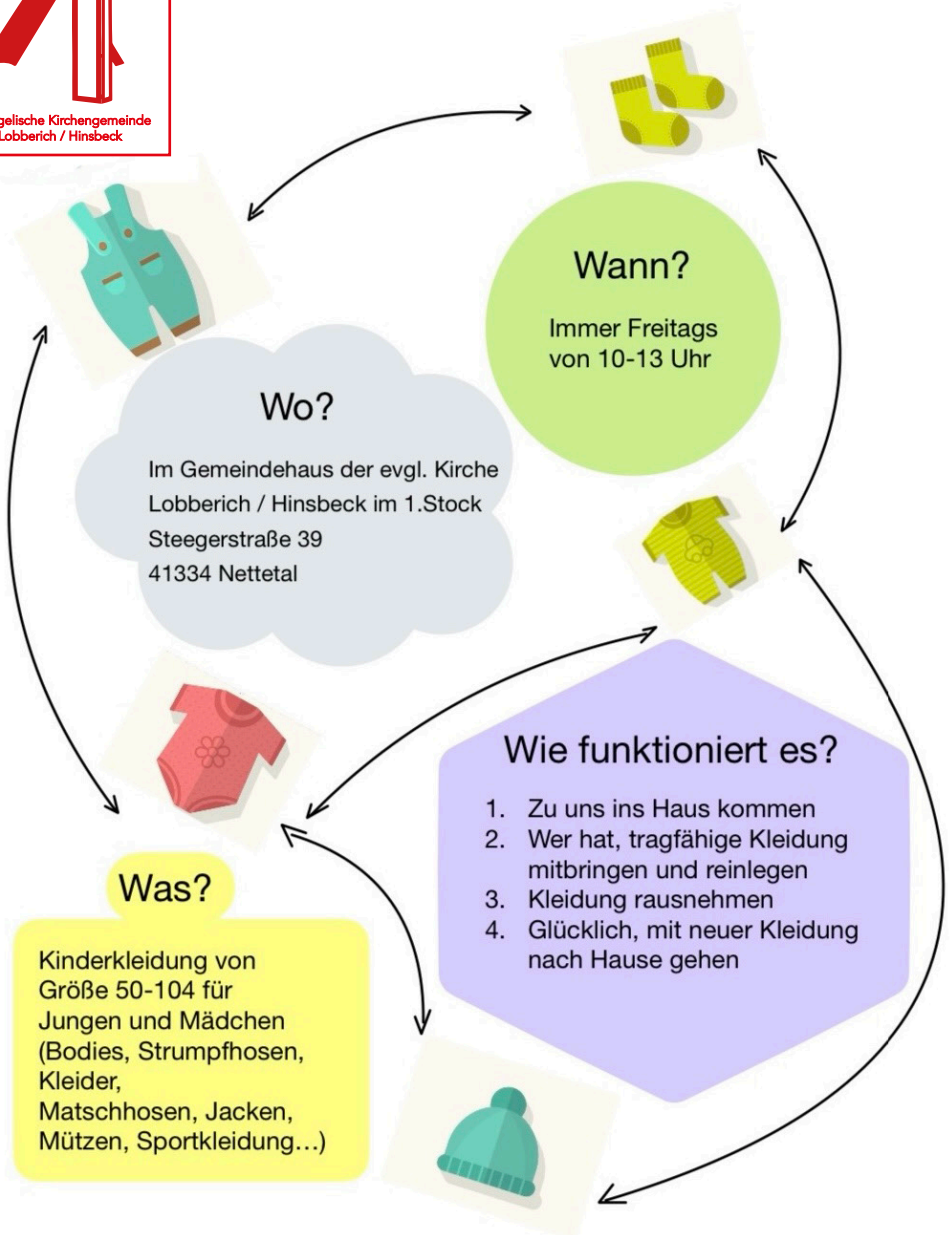 Kirchengemeinde
Lobberich / Hinsbeck
Wann?
Immer Freitags
von 10-13 Uhr
Wo?
Im Gemeindehaus der evgl. Kirche
Lobberich / Hinsbeck im 1.Stock
Steegerstraße 39
41334 Nettetal
Wie funktioniert es?
1. Zu uns ins Haus kommen
2. Wer hat, tragfähige Kleidung
mitbringen und reinlegen
3. Kleidung rausnehmen
4. Glücklich, mit neuer Kleidung
nach Hause gehen
Was?
Kinderkleidung von
Größe 50-104 für
Jungen und Mädchen
(Bodies, Strumpfhosen,
Kleider,
Matschhosen, Jacken,
Mützen, Sportkleidung...)